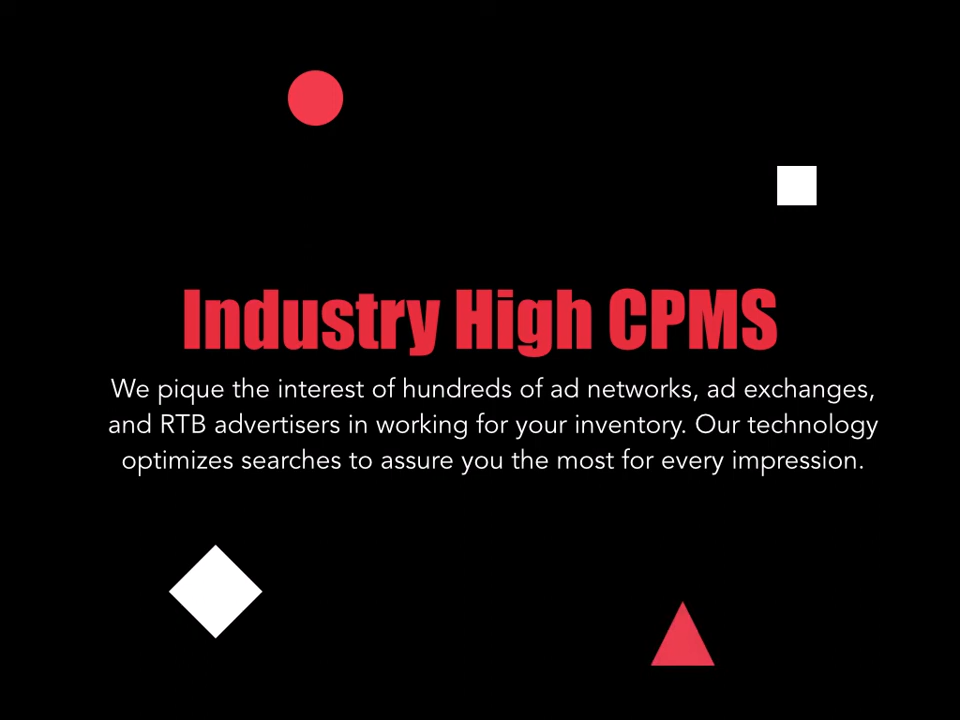 Industry High CPMS
We pique the interest of hundreds of ad networks, ad exchanges,
and RTB advertisers in working for your inventory. Our technology
optimizes searches to assure you the most for every impression.